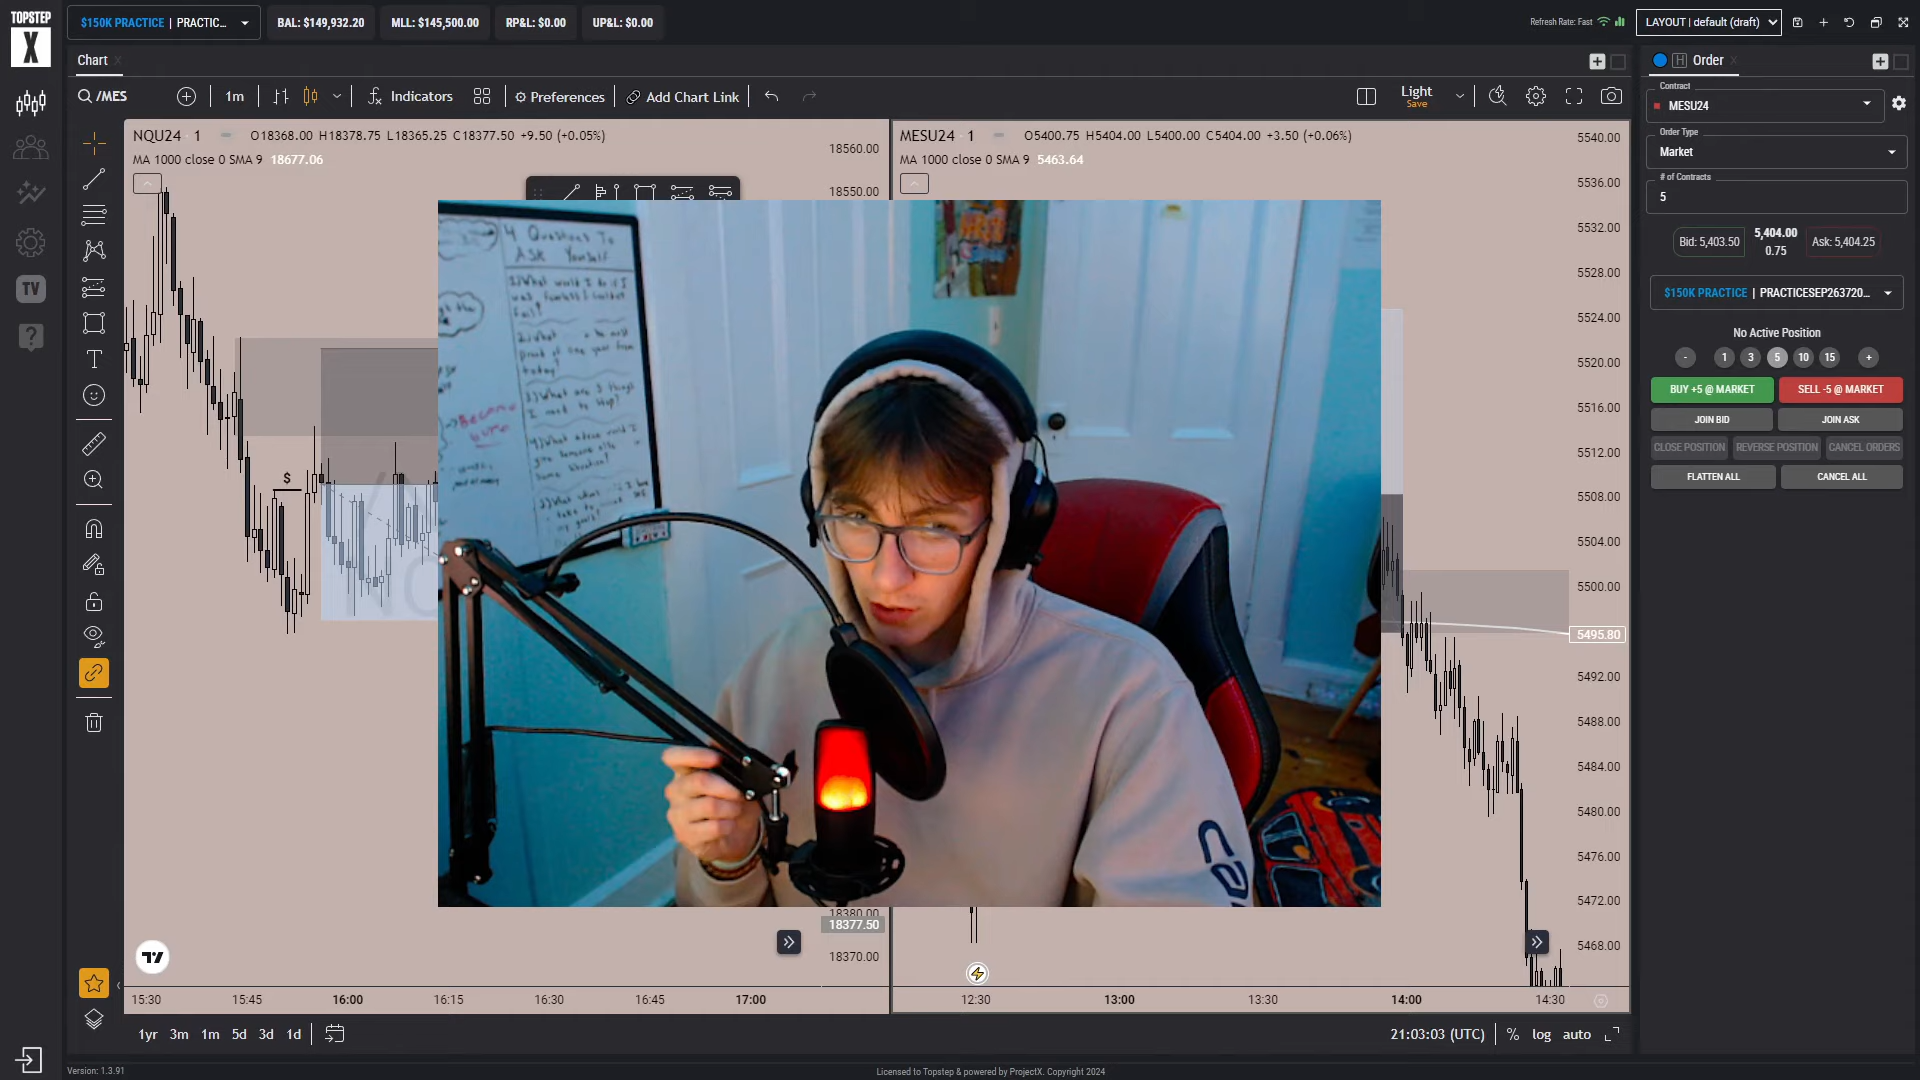 TOPSTEP
X
$150K PRACTICE | PRACTIC...
BAL: $149,932.20
MLL: $145,500.00
RP&L: $0.00
UP&L: $0.00
Refresh Rate: Fast
LAYOUT | default (draft)
Chart
/MES
1m
Indicators
Preferences
Add Chart Link
Light
Save
NQU24 · 1
O18368.00 H18378.75 L18365.25 C18377.50 +9.50 (+0.05%)
MA 1000 close 0 SMA 9 18677.06
18560.00
18550.00
18380.00
18377.50
18370.00
$
15:30
15:45
16:00
16:15
16:30
16:45
17:00
MESU24 · 1
O5400.75 H5404.00 L5400.00 C5404.00 +3.50 (+0.06%)
MA 1000 close 0 SMA 9 5463.64
5540.00
5536.00
5532.00
5528.00
5524.00
5520.00
5516.00
5512.00
5508.00
5504.00
5500.00
5495.80
5492.00
5488.00
5484.00
5480.00
5476.00
5472.00
5468.00
12:30
13:00
13:30
14:00
14:30
4 Questions To
Ask Yourself
TV
1yr
3m
1m
5d
3d
1d
21:03:03 (UTC)
%
log
auto
H
Order
Contract
MESU24
Order Type
Market
# of Contracts
5
Bid: 5,403.50
5,404.00
0.75
Ask: 5,404.25
$150K PRACTICE | PRACTICESEP263720...
No Active Position
-
1
3
5
10
15
+
BUY +5 @ MARKET
SELL -5 @ MARKET
JOIN BID
JOIN ASK
CLOSE POSITION
REVERSE POSITION
CANCEL ORDERS
FLATTEN ALL
CANCEL ALL
Version: 1.3.91
Licensed to Topstep & powered by ProjectX. Copyright 2024